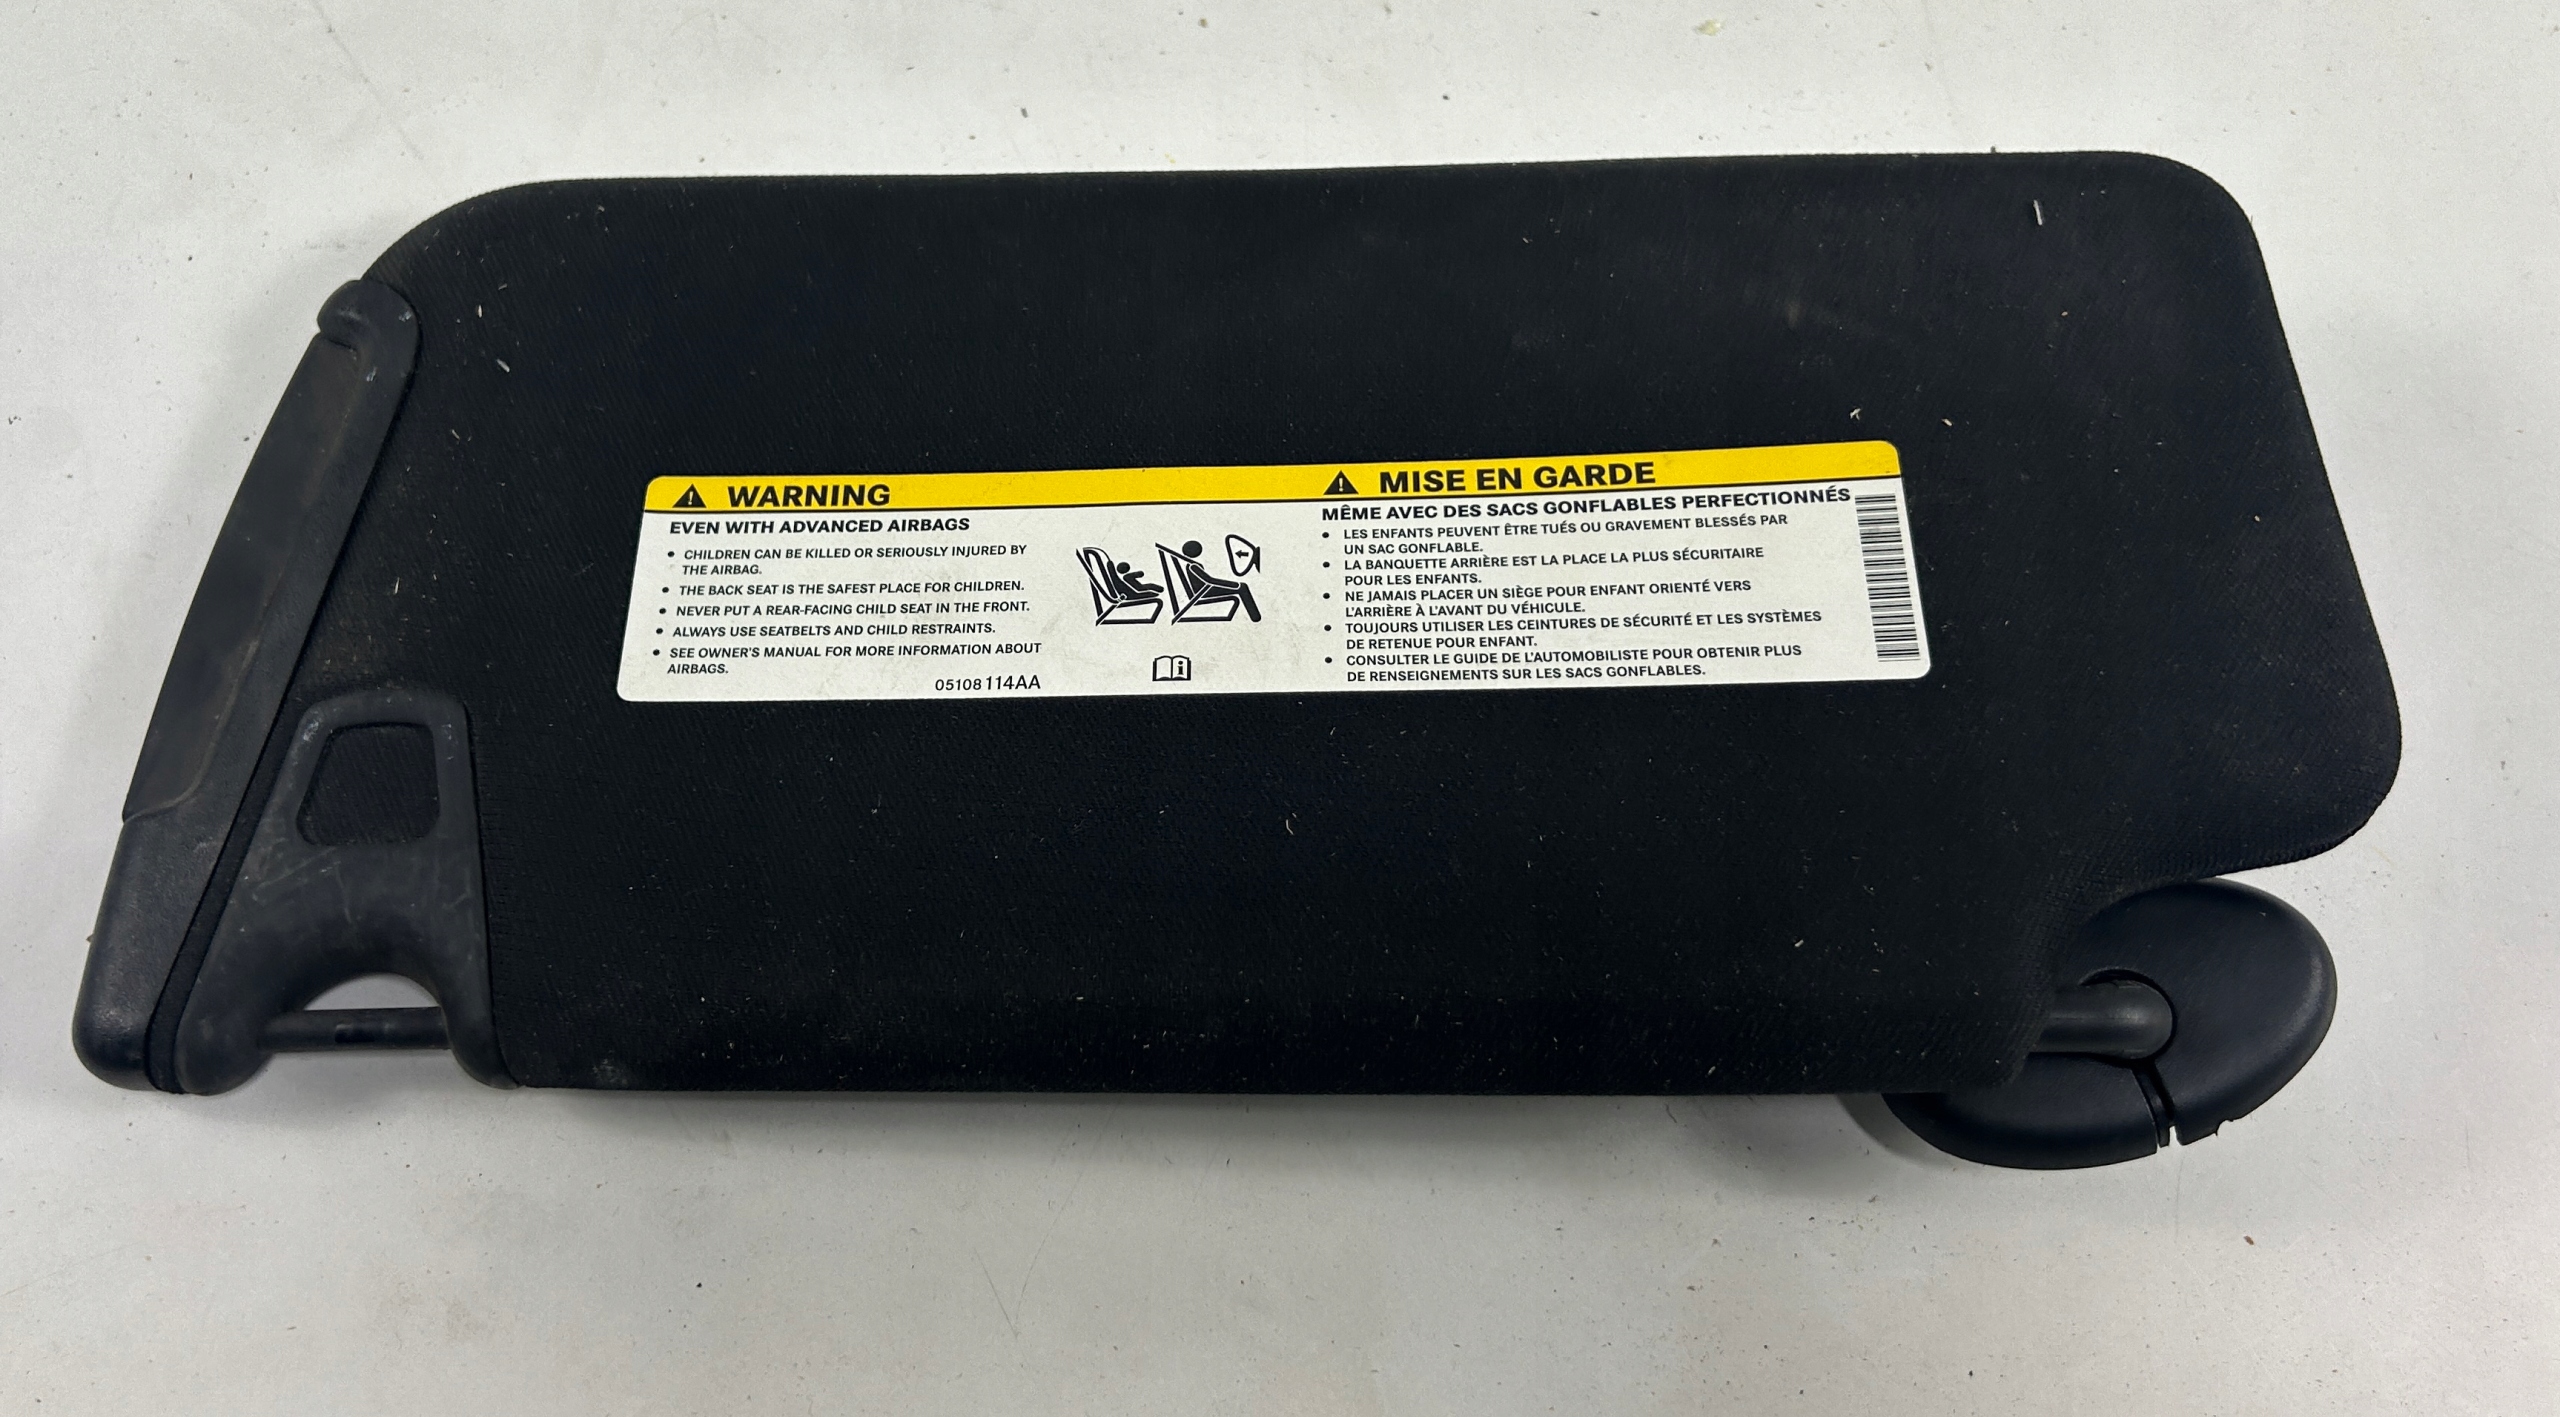 WARNING
EVEN WITH ADVANCED AIRBAGS
• CHILDREN CAN BE KILLED OR SERIOUSLY INJURED BY
THE AIRBAG.
• THE BACK SEAT IS THE SAFEST PLACE FOR CHILDREN.
• NEVER PUT A REAR-FACING CHILD SEAT IN THE FRONT.
• ALWAYS USE SEATBELTS AND CHILD RESTRAINTS.
• SEE OWNER'S MANUAL FOR MORE INFORMATION ABOUT
AIRBAGS.
05108114AA
MISE EN GARDE
MÊME AVEC DES SACS GONFLABLES PERFECTIONNÉS
• LES ENFANTS PEUVENT ÊTRE TUÉS OU GRAVEMENT BLESSÉS PAR
UN SAC GONFLABLE.
• LA BANQUETTE ARRIÈRE EST LA PLACE LA PLUS SÉCURITAIRE
POUR LES ENFANTS.
• NE JAMAIS PLACER UN SIÈGE POUR ENFANT ORIENTÉ VERS
L'ARRIÈRE À L'AVANT DU VÉHICULE.
• TOUJOURS UTILISER LES CEINTURES DE SÉCURITÉ ET LES SYSTÈMES
DE RETENUE POUR ENFANT.
• CONSULTER LE GUIDE DE L'AUTOMOBILISTE POUR OBTENIR PLUS
DE RENSEIGNEMENTS SUR LES SACS GONFLABLES.